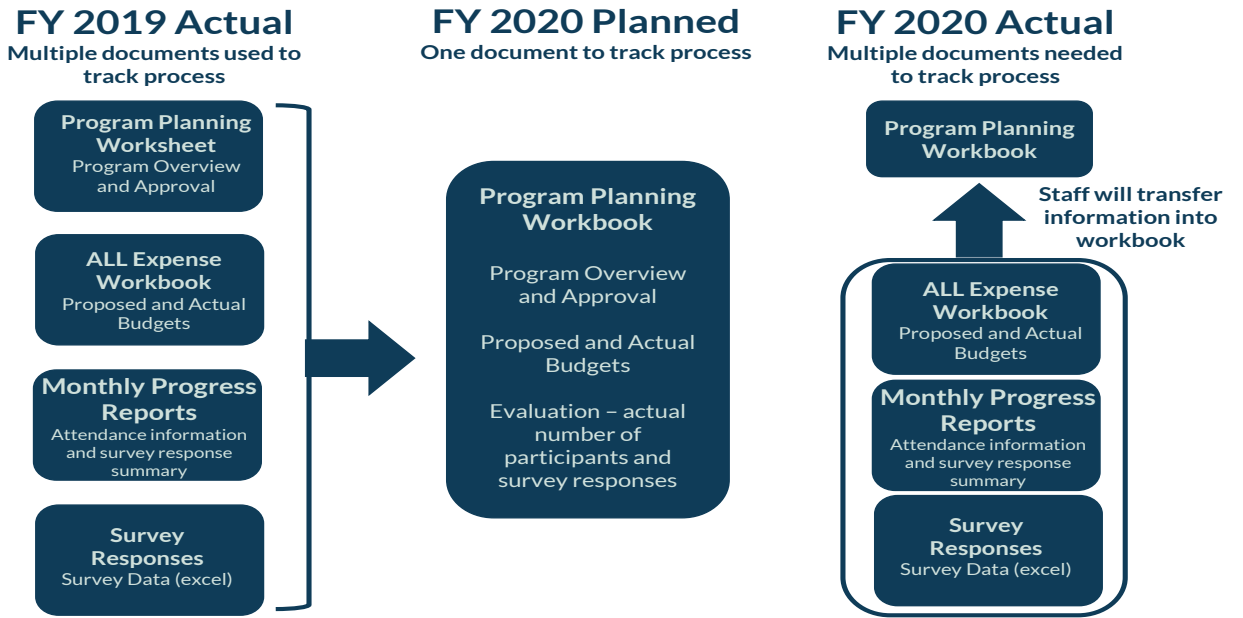 FY 2019 Actual
Multiple documents used to
track process
Program Planning
Worksheet
Program Overview
and Approval
ALL Expense
Workbook
Proposed and Actual
Budgets
Monthly Progress
Reports
Attendance information
and survey response
summary
Survey
Responses
Survey Data (excel)
FY 2020 Planned
One document to track process
Program Planning
Workbook
Program Overview
and Approval
Proposed and Actual
Budgets
Evaluation – actual
number of
participants and
survey responses
FY 2020 Actual
Multiple documents needed
to track process
Program Planning
Workbook
Staff will transfer
information into
workbook
ALL Expense
Workbook
Proposed and Actual
Budgets
Monthly Progress
Reports
Attendance information
and survey response
summary
Survey
Responses
Survey Data (excel)